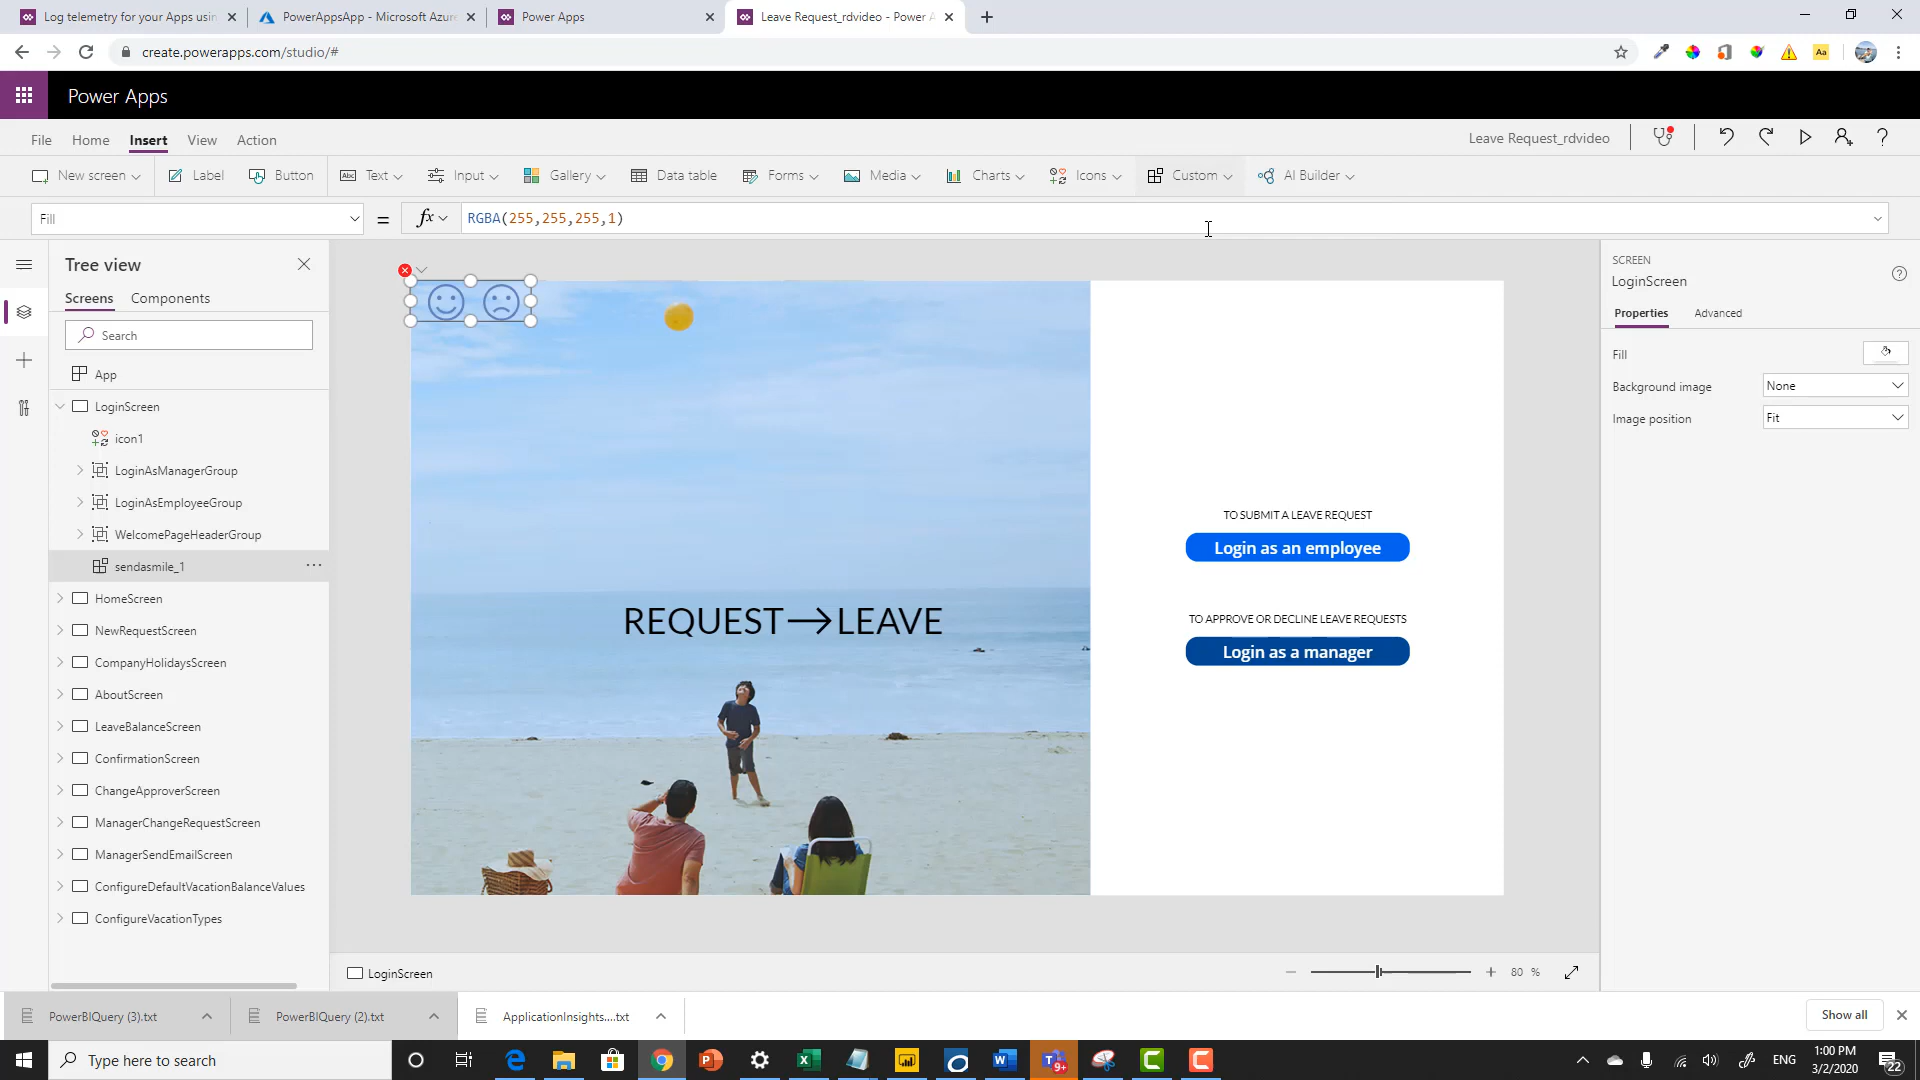 Log telemetry for your Apps usin
PowerAppsApp - Microsoft Azure
Power Apps
Leave Request_rdvideo - Power A
create.powerapps.com/studio/#
Aa
Power Apps
File
Home
Insert
View
Action
Leave Request_rdvideo
New screen
Label
Button
Abc
Text
Input
Gallery
Data table
Forms
Media
Charts
Icons
Custom
AI Builder
Fill
=
fx
RGBA(255,255,255,1)
Tree view
Screens
Components
Search
App
LoginScreen
icon1
LoginAsManagerGroup
LoginAsEmployeeGroup
WelcomePageHeaderGroup
sendasmile_1
HomeScreen
NewRequestScreen
CompanyHolidaysScreen
AboutScreen
LeaveBalanceScreen
ConfirmationScreen
ChangeApproverScreen
ManagerChangeRequestScreen
ManagerSendEmailScreen
ConfigureDefaultVacationBalanceValues
ConfigureVacationTypes
REQUEST→LEAVE
TO SUBMIT A LEAVE REQUEST
Login as an employee
TO APPROVE OR DECLINE LEAVE REQUESTS
Login as a manager
SCREEN
LoginScreen
Properties
Advanced
Fill
Background image
None
Image position
Fit
LoginScreen
80 %
PowerBIQuery (3).txt
PowerBIQuery (2).txt
ApplicationInsights....txt
Show all
Type here to search
9+
ENG
1:00 PM
3/2/2020
22